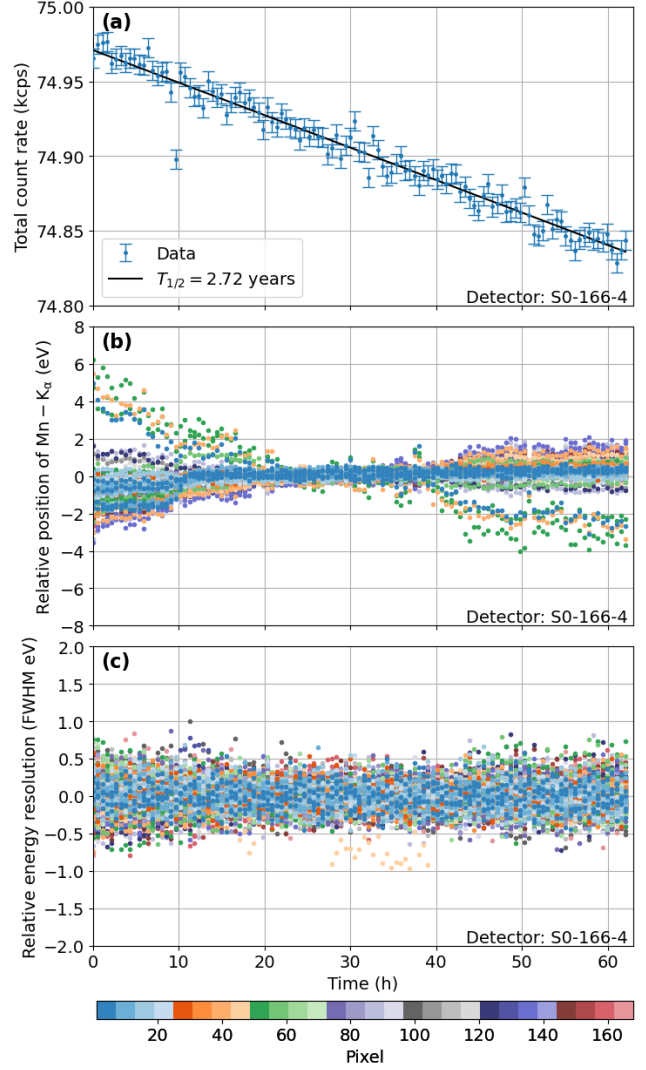 (a)
75.00
74.95
74.90
74.85
74.80
Total count rate (kcps)
Data
T1/2 = 2.72 years
Detector: S0-166-4
(b)
8
6
4
2
0
−2
−4
−6
−8
Relative position of Mn − Kα (eV)
Detector: S0-166-4
(c)
2.0
1.5
1.0
0.5
0.0
−0.5
−1.0
−1.5
−2.0
Relative energy resolution (FWHM eV)
Detector: S0-166-4
0 10 20 30 40 50 60
Time (h)
20 40 60 80 100 120 140 160
Pixel